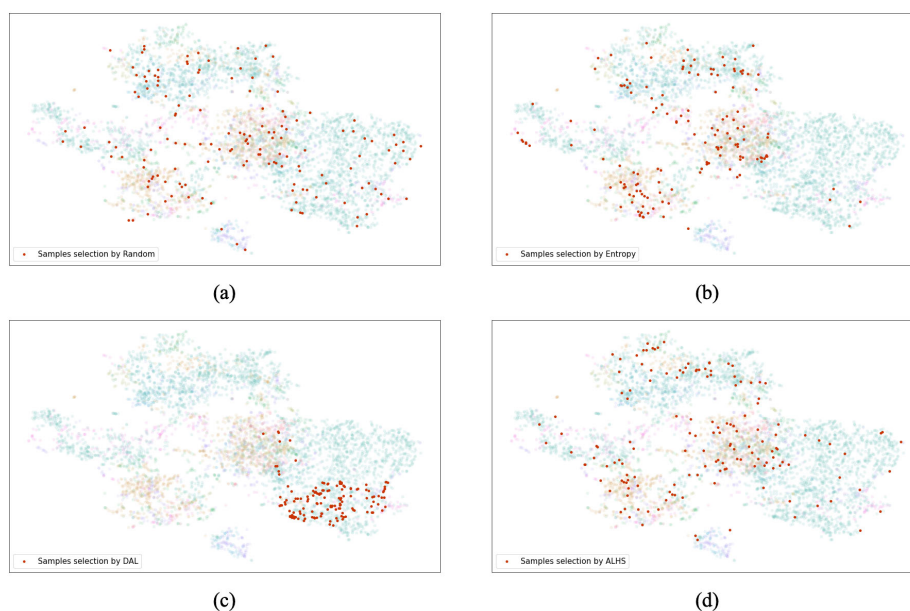 Samples selection by Random
Samples selection by Entropy
(a)
(b)
Samples selection by DAL
Samples selection by ALHS
(c)
(d)